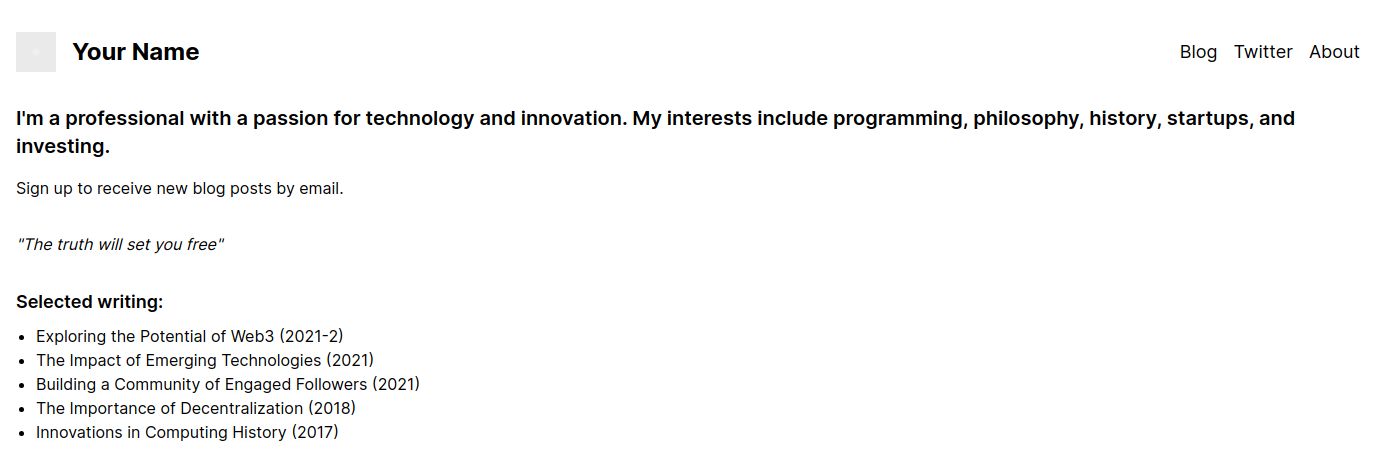 Your Name
Blog Twitter About
I'm a professional with a passion for technology and innovation. My interests include programming, philosophy, history, startups, and
investing.
Sign up to receive new blog posts by email.
"The truth will set you free"
Selected writing:
• Exploring the Potential of Web3 (2021-2)
• The Impact of Emerging Technologies (2021)
• Building a Community of Engaged Followers (2021)
• The Importance of Decentralization (2018)
• Innovations in Computing History (2017)